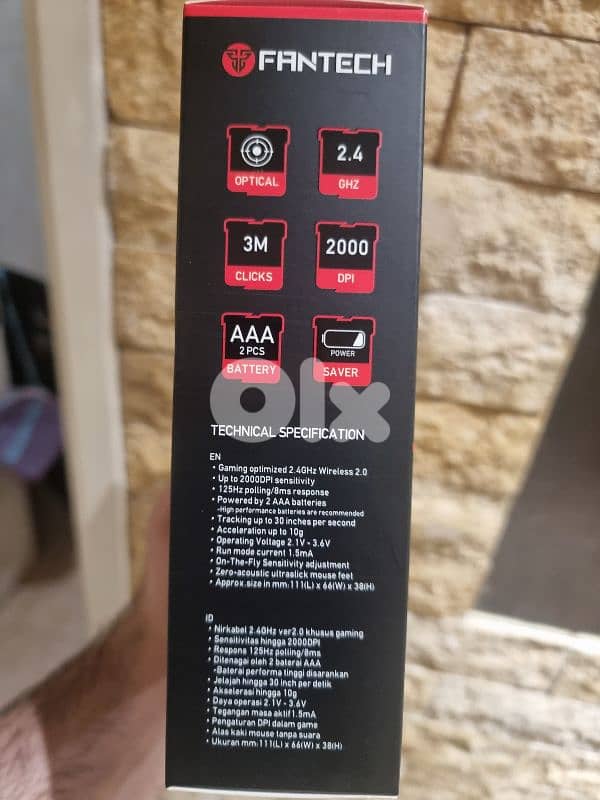 FANTECH
OPTICAL
2.4
GHZ
3M
CLICKS
2000
DPI
AAA
2 PCS
BATTERY
POWER
SAVER
olx
TECHNICAL SPECIFICATION
EN
• Gaming optimized 2.4GHz Wireless 2.0
• Up to 2000DPI sensitivity
• 125Hz polling/8ms response
• Powered by 2 AAA batteries
-High performance batteries are recommended
• Tracking up to 30 inches per second
• Acceleration up to 10g
• Operating Voltage 2.1V - 3.6V
• Run mode current 1.5mA
• On-The-Fly Sensitivity adjustment
• Zero-acoustic ultraslick mouse feet
• Approx.size in mm:111(L) x 66(W) x 38(H)
ID
• Nirkabel 2.4GHz ver2.0 khusus gaming
• Sensitivitas hingga 2000DPI
• Respons 125Hz polling/8ms
• Ditenagai oleh 2 baterai AAA
-Baterai performa tinggi disarankan
• Jelajah hingga 30 inch per detik
• Akselerasi hingga 10g
• Daya operasi 2.1V - 3.6V
• Tegangan masa aktif 1.5mA
• Pengaturan DPI dalam game
• Alas kaki mouse tanpa suara
• Ukuran mm:111(L) x 66(W) x 38(H)